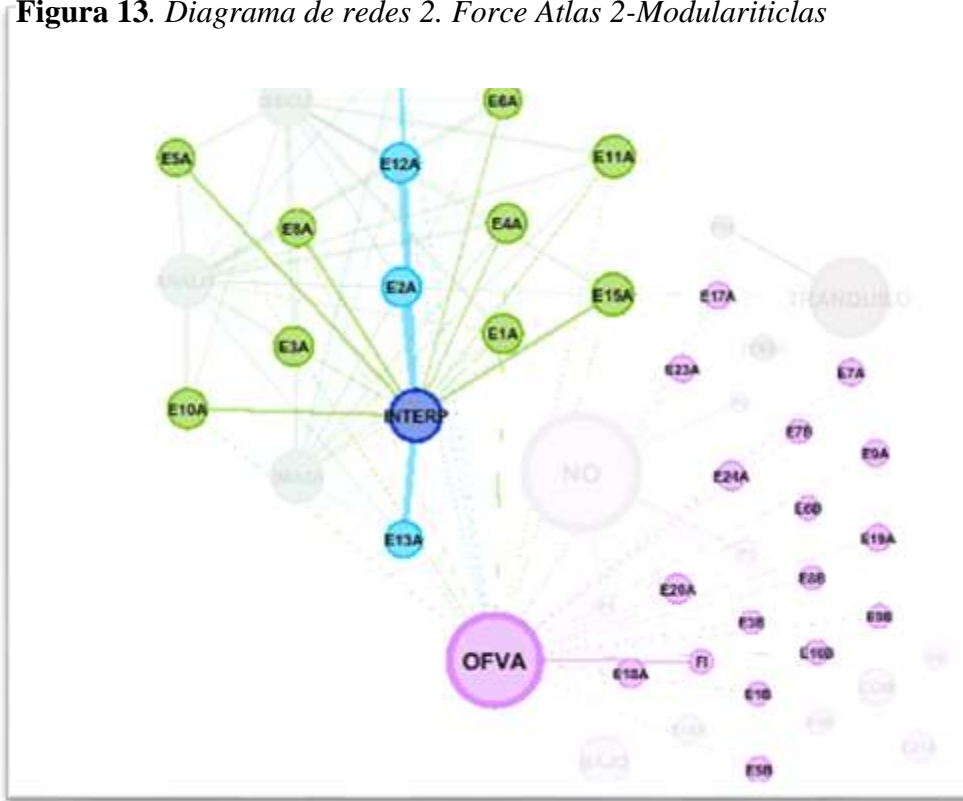 Figura 13. Diagrama de redes 2. Force Atlas 2-Modulariticlas
E6A
E5A
E12A
E11A
E8A
E4A
E2A
E17A
E15A
TRANQUILO
E3A
E1A
E23A
E7A
E10A
INTERP
E7B
E9A
NO
E24A
E6B
E13A
E19A
E8B
E20A
E3B
E9B
OFVA
E16B
FI
E18A
E1B
E5B